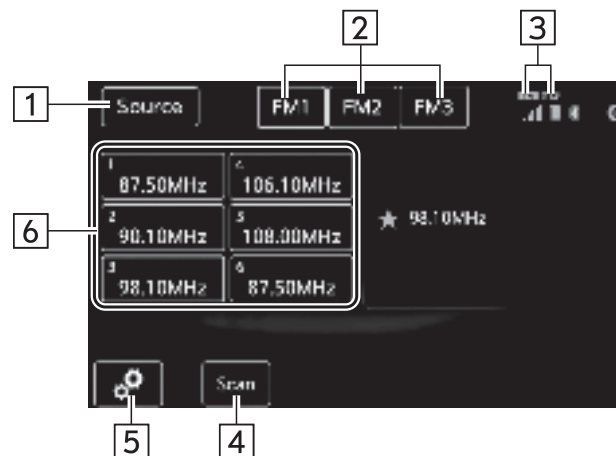 2 3
1 Source FM1 FM2 FM3
1 87.50MHz 4 106.10MHz
6 2 90.10MHz 5 108.00MHz ★ 98.10MHz
3 98.10MHz 6 87.50MHz
Scan
5 4